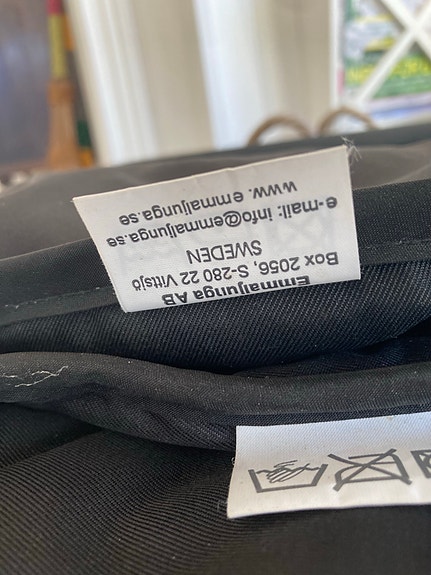 Emmaljunga AB
Box 2056, S-280 22 Vittsjö
SWEDEN
e-mail: info@emmaljunga.se
www.emmaljunga.se